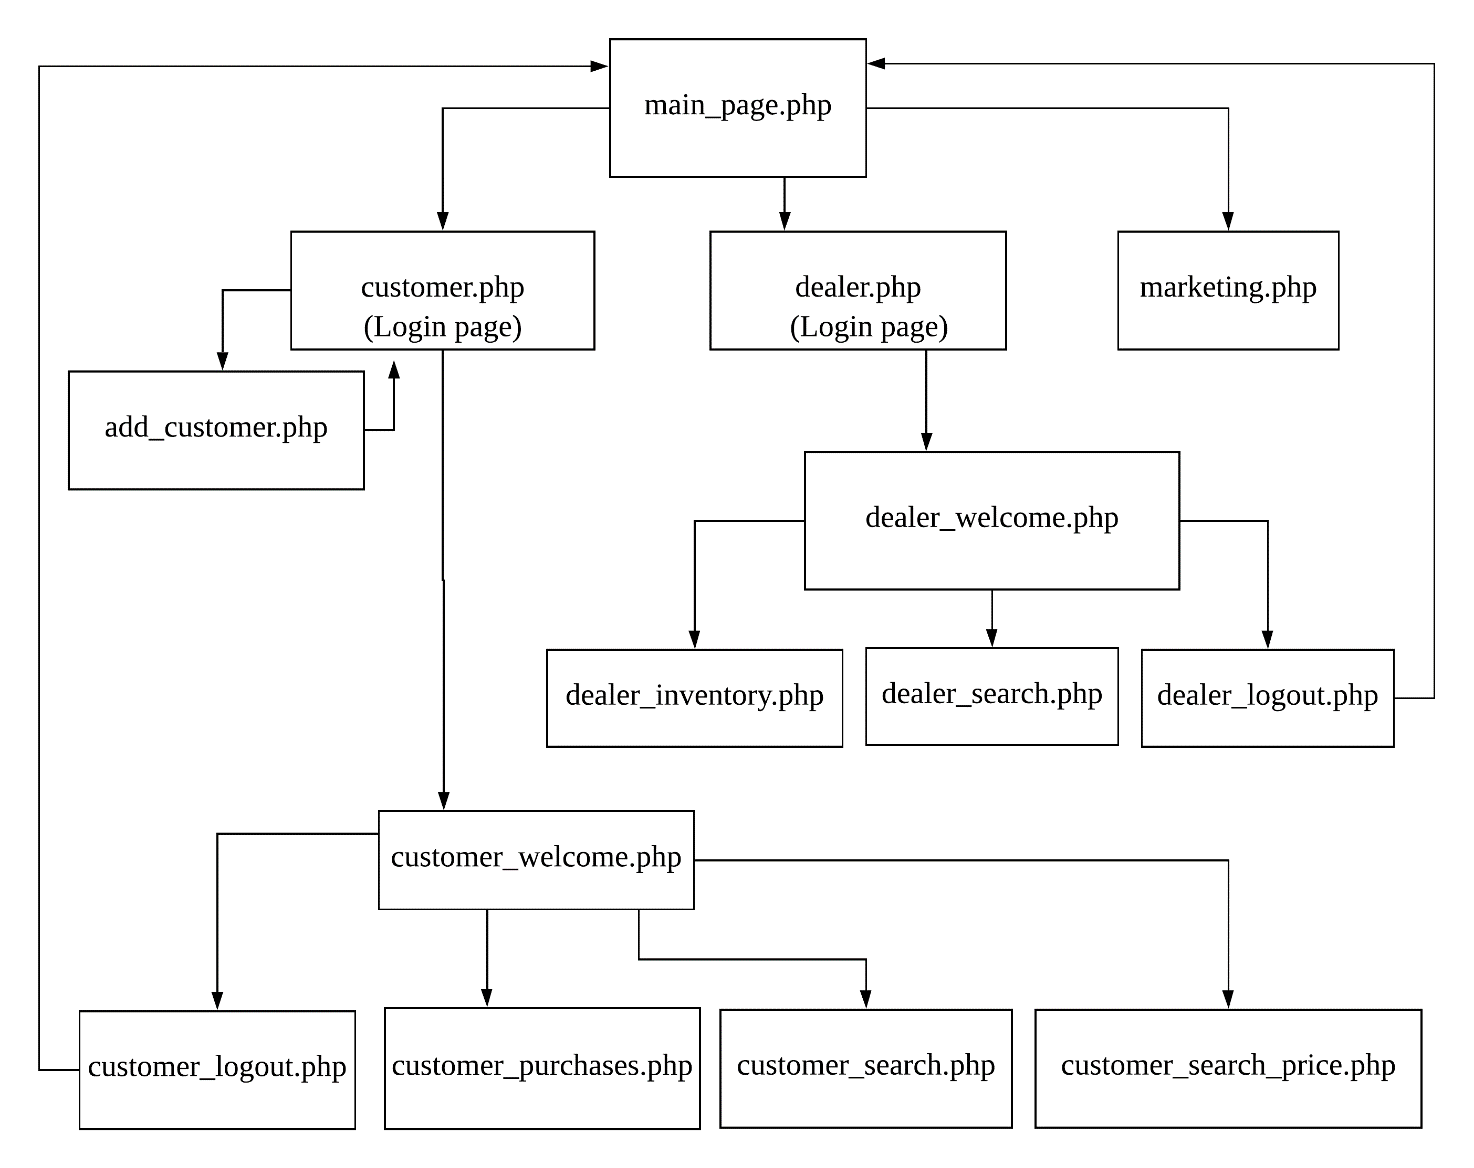 main_page.php
customer.php
(Login page)
dealer.php
(Login page)
marketing.php
add_customer.php
dealer_welcome.php
dealer_inventory.php
dealer_search.php
dealer_logout.php
customer_welcome.php
customer_logout.php
customer_purchases.php
customer_search.php
customer_search_price.php